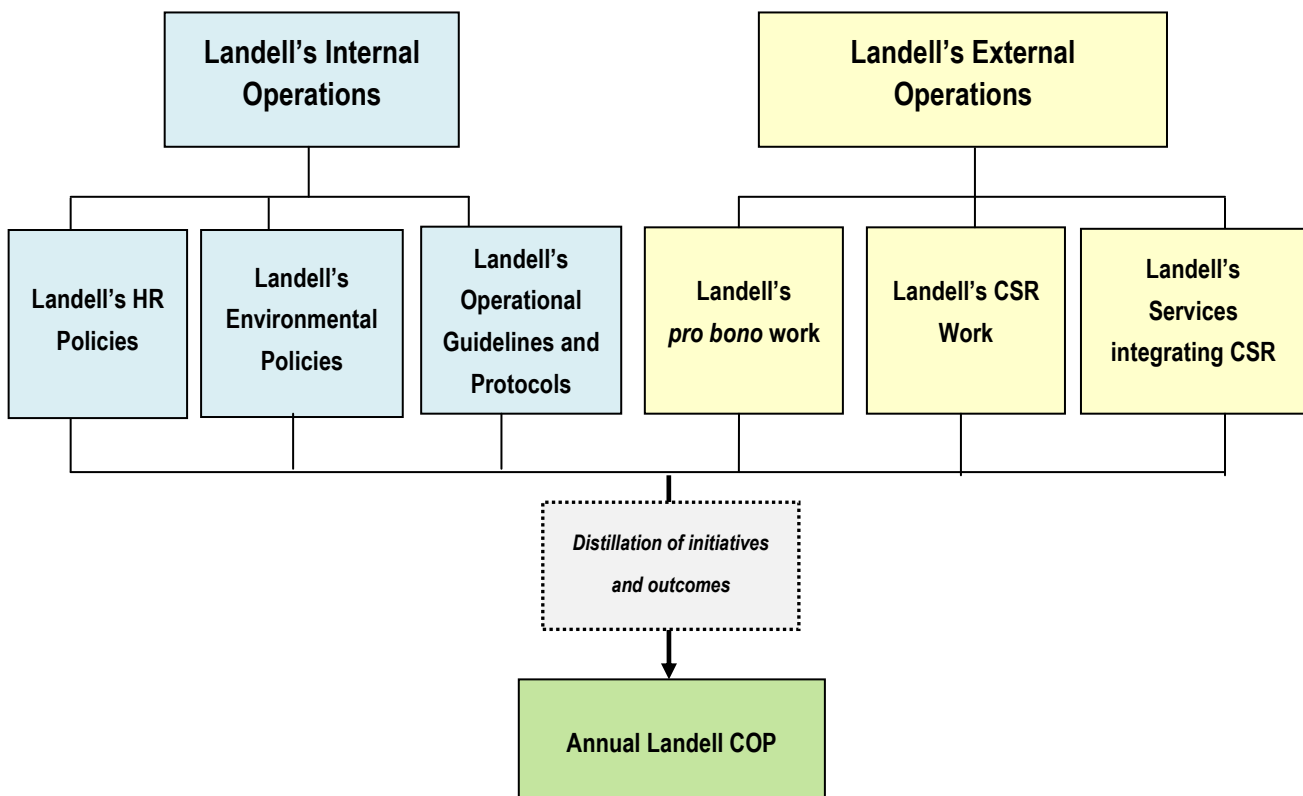 Landell’s Internal
Operations
Landell’s External
Operations
Landell’s HR
Policies
Landell’s
Environmental
Policies
Landell’s
Operational
Guidelines and
Protocols
Landell’s
pro bono work
Landell’s CSR
Work
Landell’s
Services
integrating CSR
Distillation of initiatives
and outcomes
Annual Landell COP